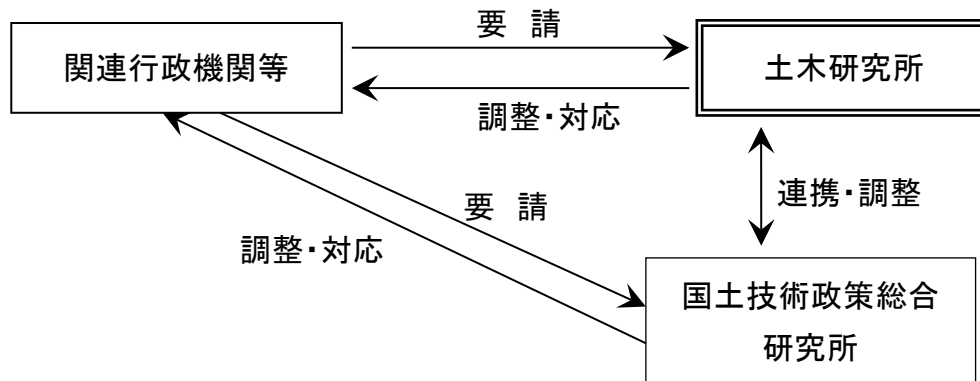 要　請
関連行政機関等
土木研究所
調整・対応
連携・調整
要　請
調整・対応
国土技術政策総合
研究所